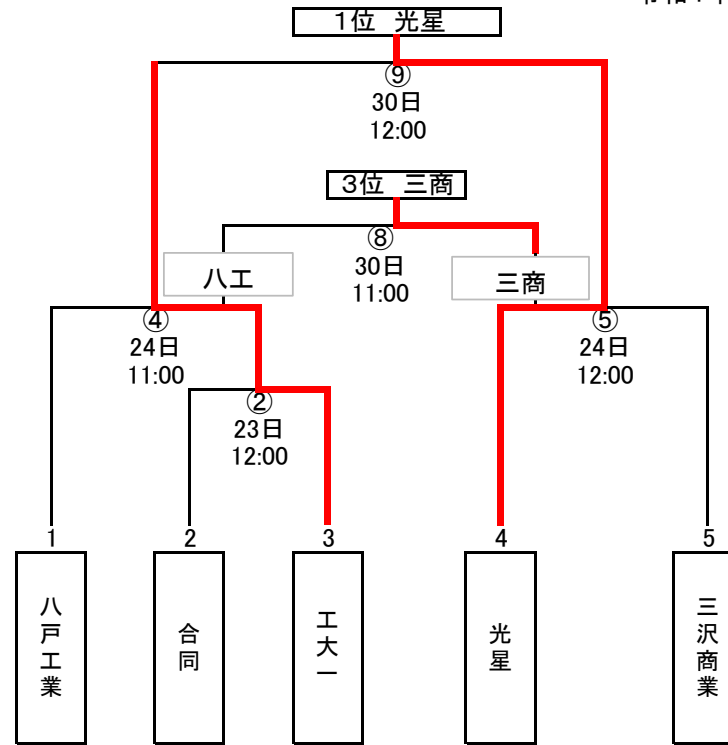 1位 光星
⑨
30日
12:00
3位 三商
⑧
30日
11:00
八工
三商
④
24日
11:00
⑤
24日
12:00
②
23日
12:00
1
2
3
4
5
八戸工業
合同
工大一
光星
三沢商業